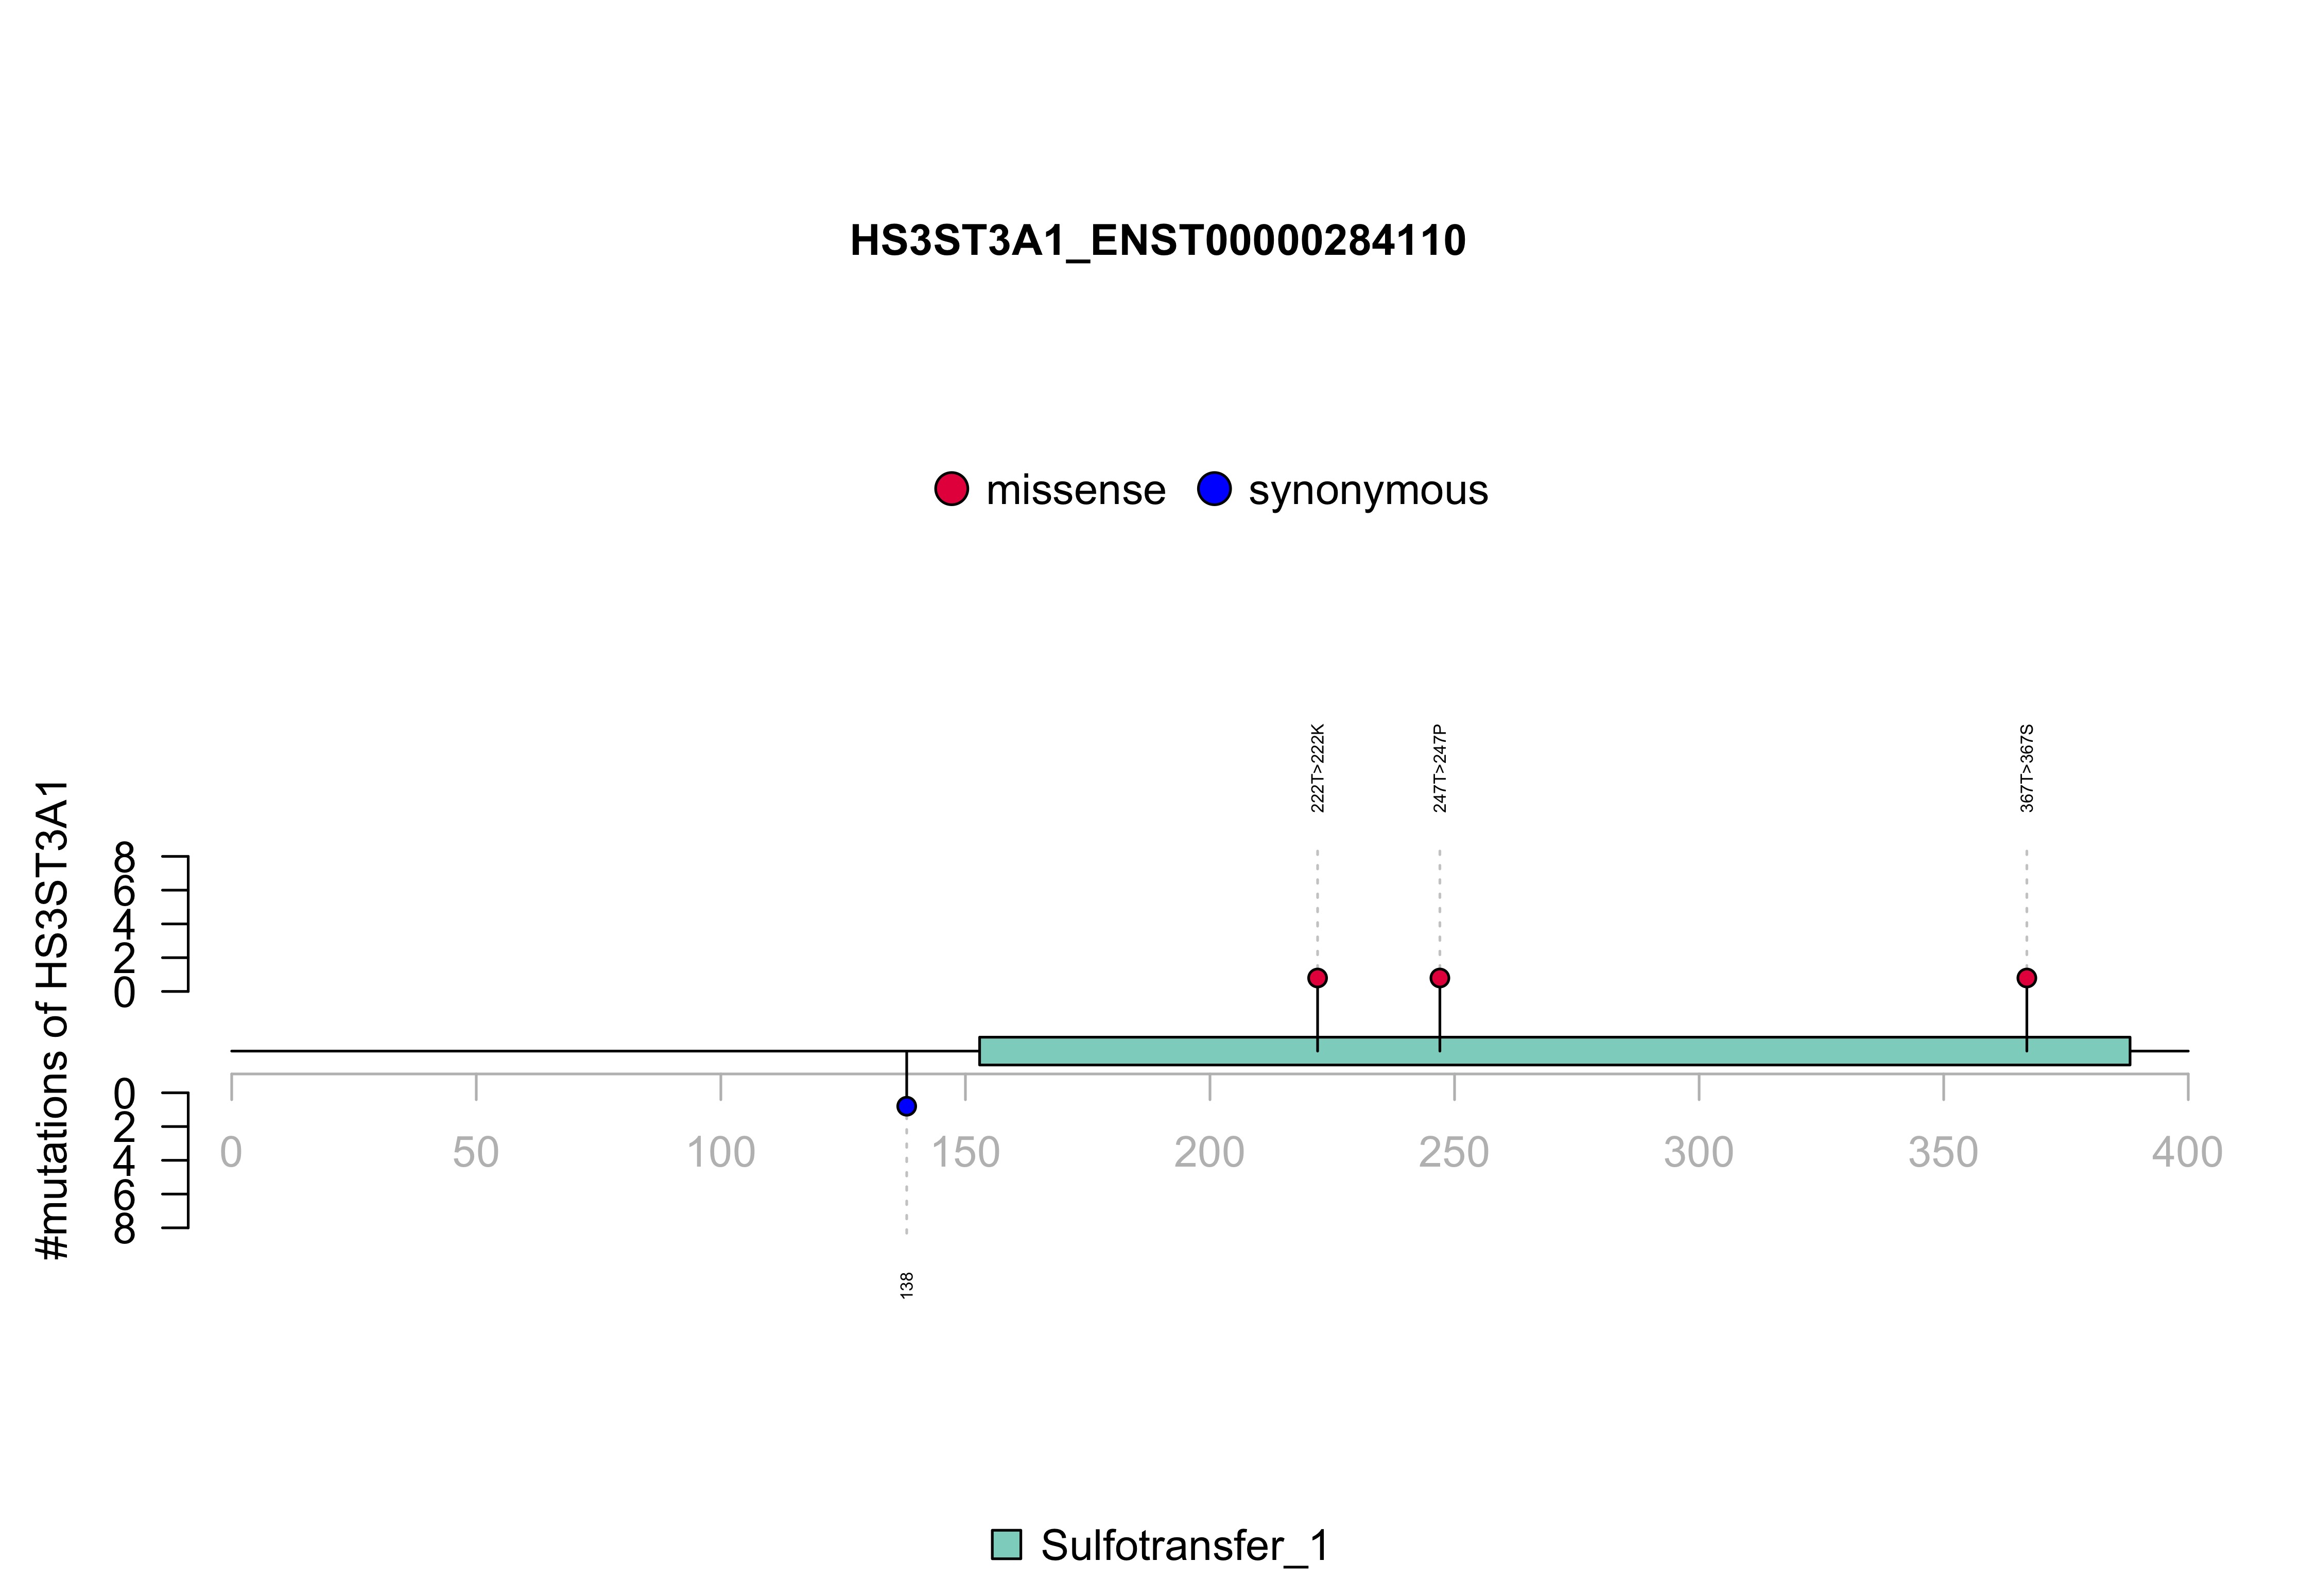 HS3ST3A1_ENST00000284110
missense synonymous
222T>222K
247T>247P
367T>367S
#mutations of HS3ST3A1
8
6
4
2
0
0
2
4
6
8
0 50 100 150 200 250 300 350 400
138
Sulfotransfer_1